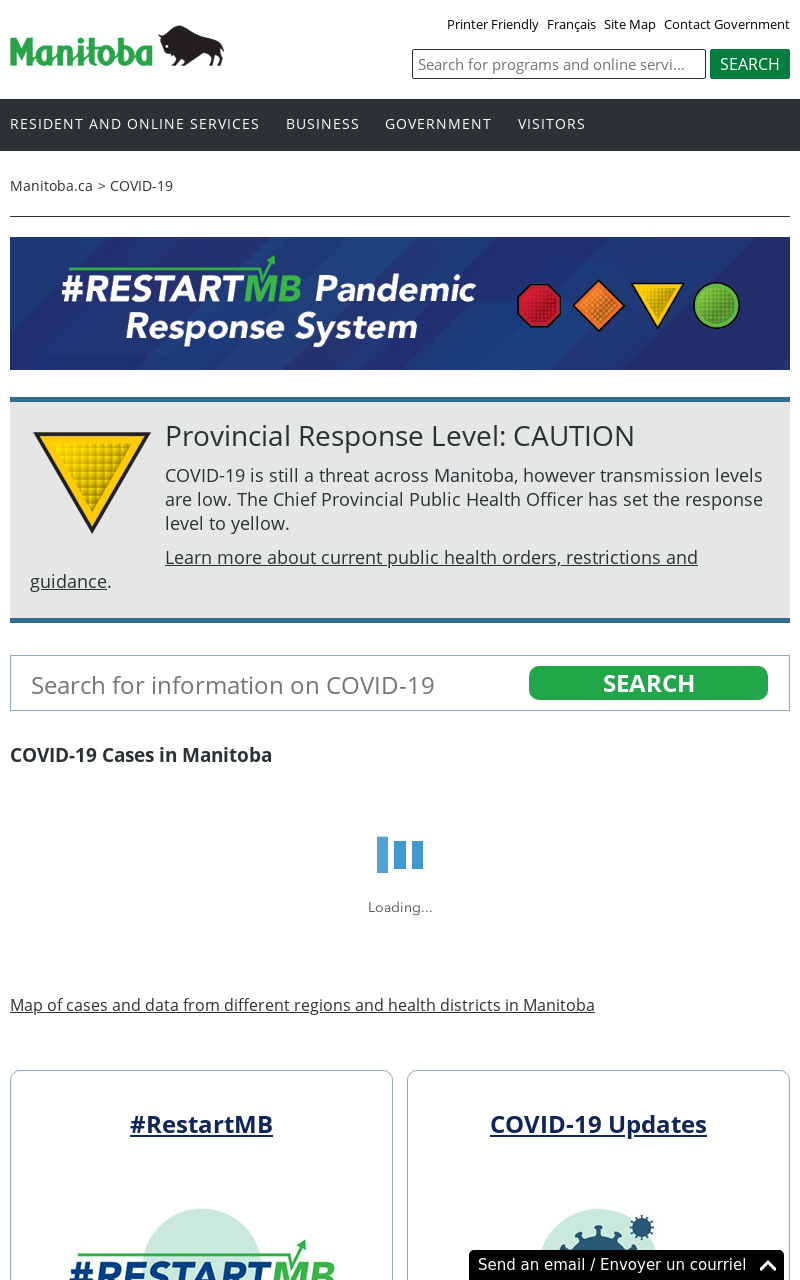 Printer Friendly Français Site Map Contact Government
Manitoba
Search for programs and online servi...
SEARCH
RESIDENT AND ONLINE SERVICES BUSINESS GOVERNMENT VISITORS
Manitoba.ca > COVID-19
#RESTARTMB Pandemic
Response System
Provincial Response Level: CAUTION
COVID-19 is still a threat across Manitoba, however transmission levels
are low. The Chief Provincial Public Health Officer has set the response
level to yellow.
Learn more about current public health orders, restrictions and
guidance.
Search for information on COVID-19
SEARCH
COVID-19 Cases in Manitoba
Loading...
Map of cases and data from different regions and health districts in Manitoba
#RestartMB
COVID-19 Updates
#RESTARTMB
Send an email / Envoyer un courriel